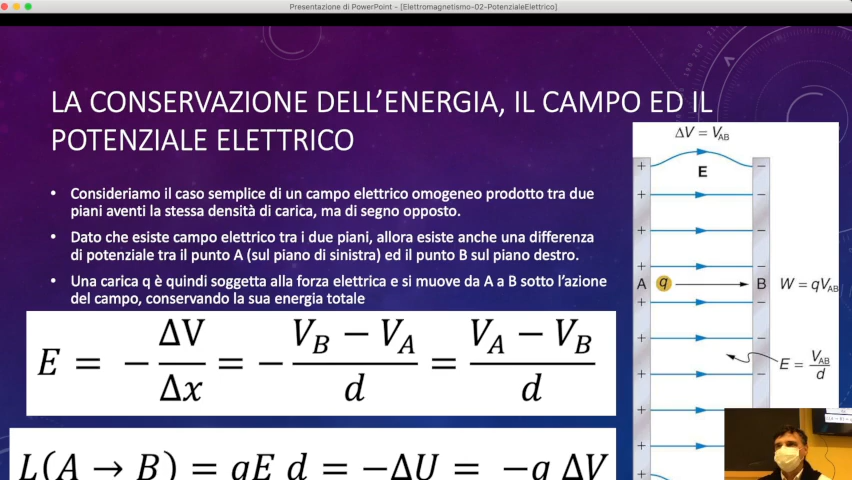 Presentazione di PowerPoint - [Elettromagnetismo-02-PotenzialeElettrico]
LA CONSERVAZIONE DELL'ENERGIA, IL CAMPO ED IL
POTENZIALE ELETTRICO
• Consideriamo il caso semplice di un campo elettrico omogeneo prodotto tra due
piani aventi la stessa densità di carica, ma di segno opposto.
• Dato che esiste campo elettrico tra i due piani, allora esiste anche una differenza
di potenziale tra il punto A (sul piano di sinistra) ed il punto B sul piano destro.
• Una carica q è quindi soggetta alla forza elettrica e si muove da A a B sotto l'azione
del campo, conservando la sua energia totale
E = − ΔV/Δx = − (V_B − V_A)/d = (V_A − V_B)/d
L(A → B) = qE d = −ΔU = −q ΔV
ΔV = V_AB
E
A q B W = qV_AB
E = V_AB/d